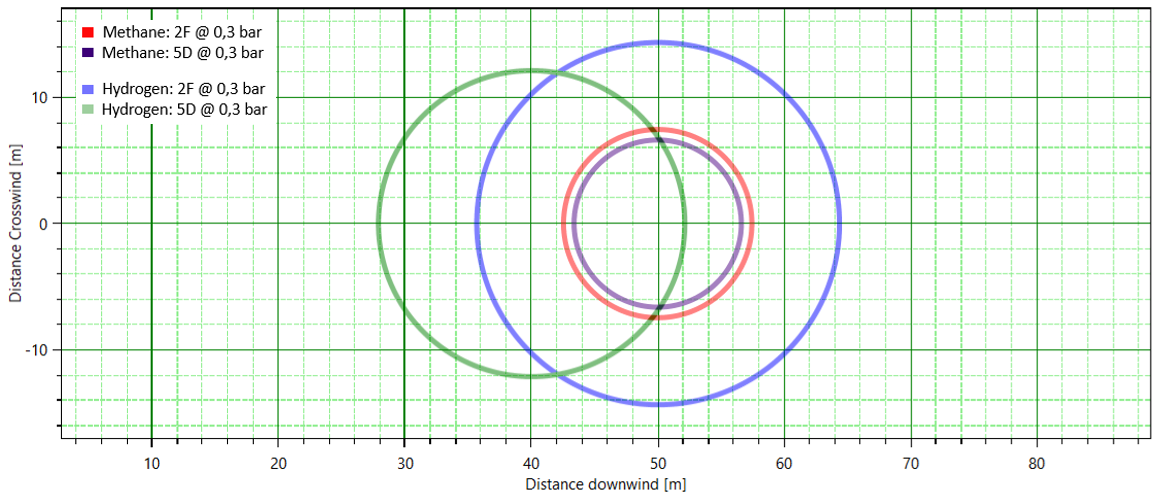 Methane: 2F @ 0,3 bar
Methane: 5D @ 0,3 bar
Hydrogen: 2F @ 0,3 bar
Hydrogen: 5D @ 0,3 bar
10
0
-10
Distance Crosswind [m]
10 20 30 40 50 60 70 80
Distance downwind [m]